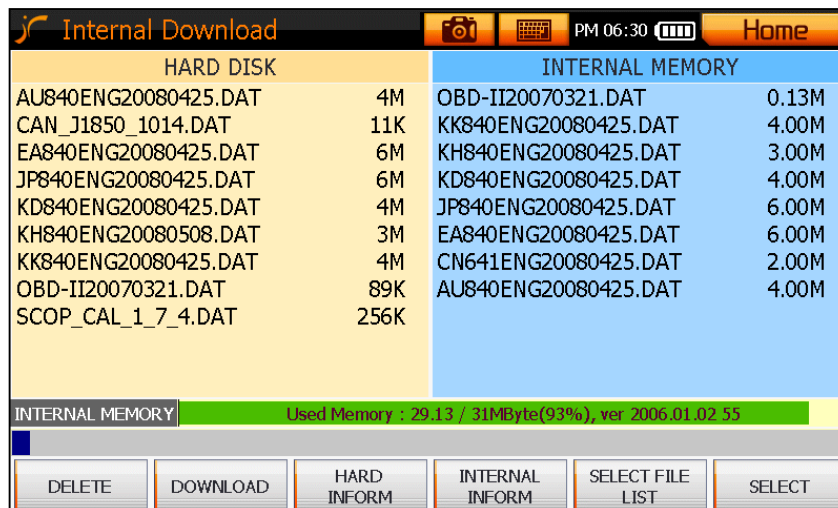 Internal Download PM 06:30 Home
HARD DISK
AU840ENG20080425.DAT 4M
CAN_J1850_1014.DAT 11K
EA840ENG20080425.DAT 6M
JP840ENG20080425.DAT 6M
KD840ENG20080425.DAT 4M
KH840ENG20080508.DAT 3M
KK840ENG20080425.DAT 4M
OBD-II20070321.DAT 89K
SCOP_CAL_1_7_4.DAT 256K
INTERNAL MEMORY
OBD-II20070321.DAT 0.13M
KK840ENG20080425.DAT 4.00M
KH840ENG20080425.DAT 3.00M
KD840ENG20080425.DAT 4.00M
JP840ENG20080425.DAT 6.00M
EA840ENG20080425.DAT 6.00M
CN641ENG20080425.DAT 2.00M
AU840ENG20080425.DAT 4.00M
INTERNAL MEMORY Used Memory : 29.13 / 31MByte(93%), ver 2006.01.02 55
DELETE
DOWNLOAD
HARD
INFORM
INTERNAL
INFORM
SELECT FILE
LIST
SELECT